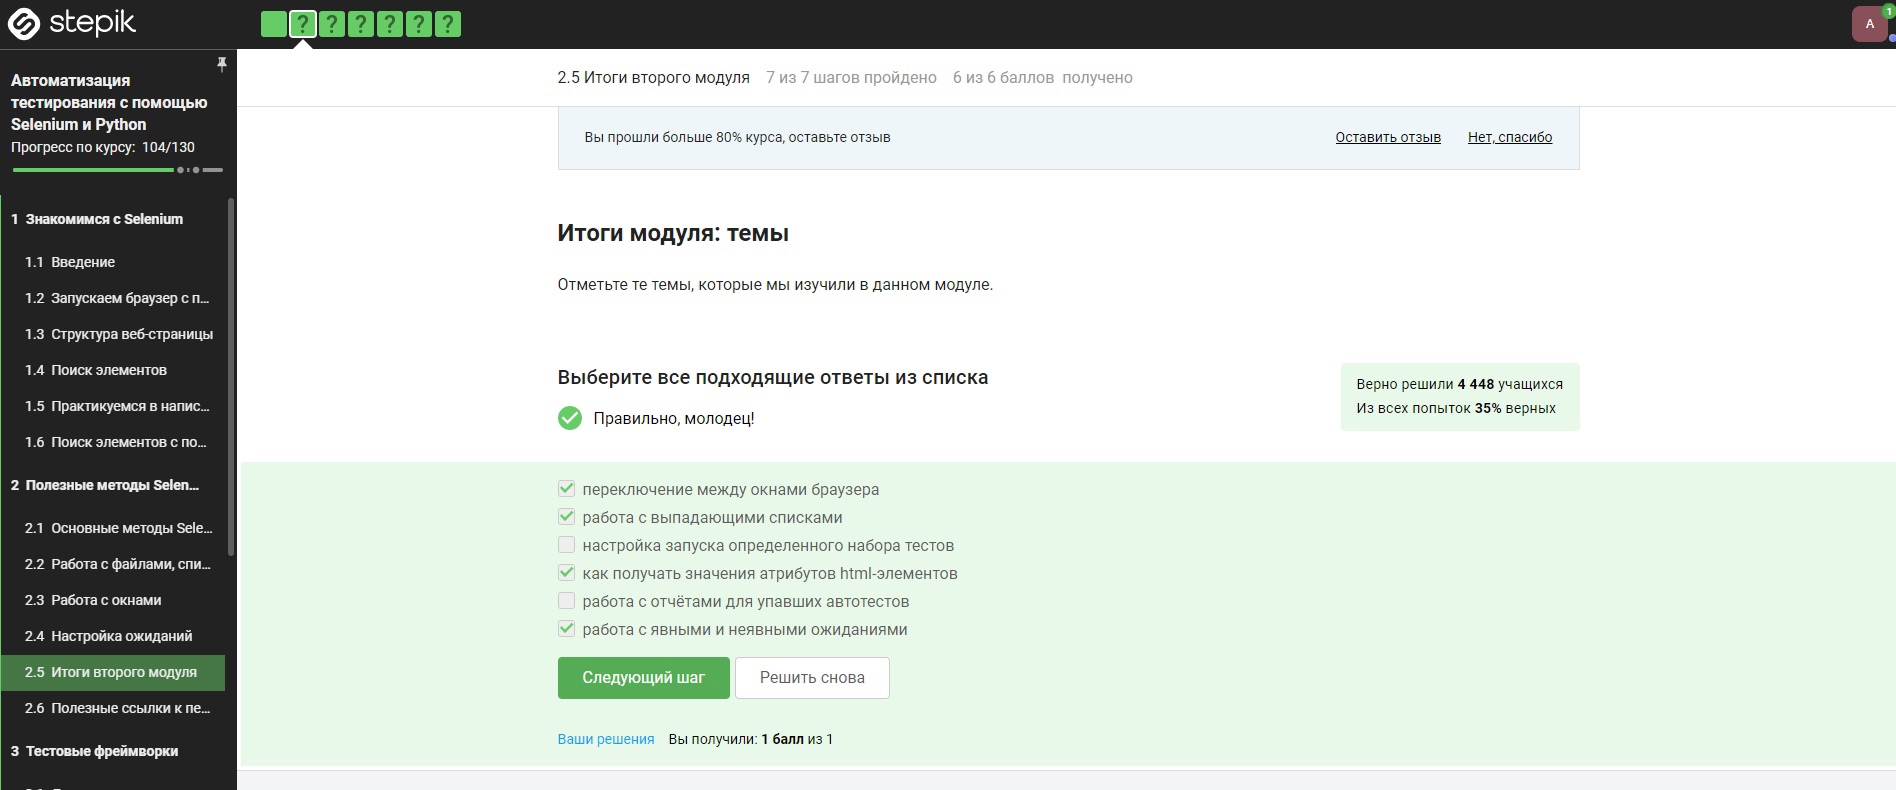 stepik
? ? ? ? ? ?
A
1
Автоматизация
тестирования с помощью
Selenium и Python
Прогресс по курсу: 104/130
1 Знакомимся с Selenium
1.1 Введение
1.2 Запускаем браузер с п...
1.3 Структура веб-страницы
1.4 Поиск элементов
1.5 Практикуемся в напис...
1.6 Поиск элементов с по...
2 Полезные методы Selen...
2.1 Основные методы Sele...
2.2 Работа с файлами, спи...
2.3 Работа с окнами
2.4 Настройка ожиданий
2.5 Итоги второго модуля
2.6 Полезные ссылки к пе...
3 Тестовые фреймворки
2.5 Итоги второго модуля 7 из 7 шагов пройдено 6 из 6 баллов получено
Вы прошли больше 80% курса, оставьте отзыв Оставить отзыв Нет, спасибо
Итоги модуля: темы
Отметьте те темы, которые мы изучили в данном модуле.
Выберите все подходящие ответы из списка
Правильно, молодец!
Верно решили 4 448 учащихся
Из всех попыток 35% верных
переключение между окнами браузера
работа с выпадающими списками
настройка запуска определенного набора тестов
как получать значения атрибутов html-элементов
работа с отчётами для упавших автотестов
работа с явными и неявными ожиданиями
Следующий шаг Решить снова
Ваши решения Вы получили: 1 балл из 1